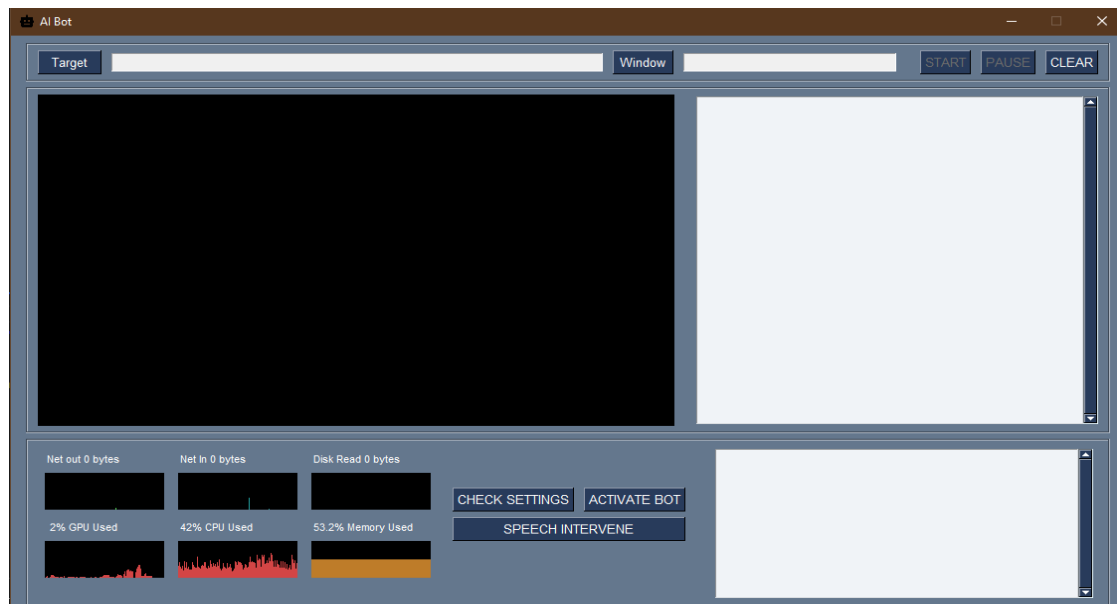 AI Bot
Target Window START PAUSE CLEAR
Net out 0 bytes Net In 0 bytes Disk Read 0 bytes
CHECK SETTINGS ACTIVATE BOT
2% GPU Used 42% CPU Used 53.2% Memory Used
SPEECH INTERVENE